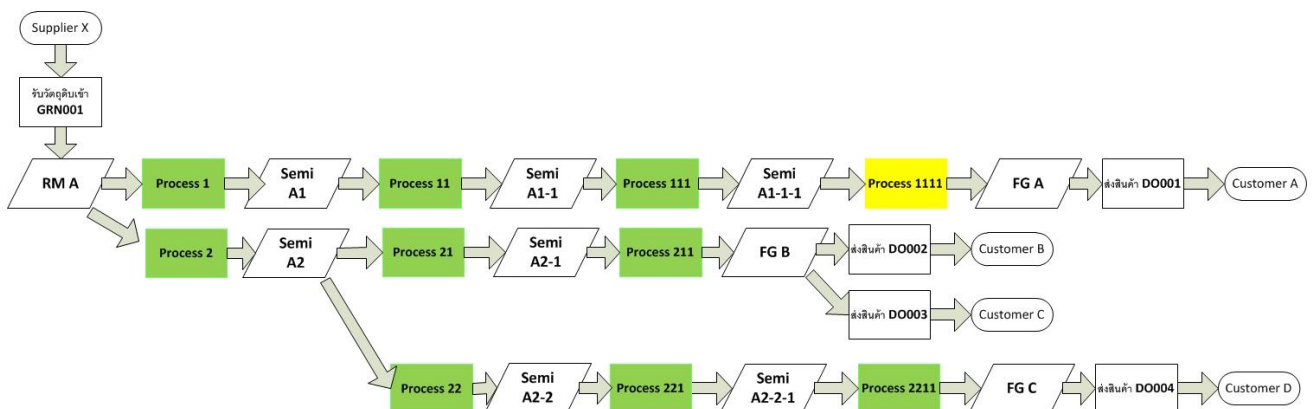 Supplier X
รับวัตถุดิบเข้า
GRN001
RM A
Process 1
Semi
A1
Process 11
Semi
A1-1
Process 111
Semi
A1-1-1
Process 1111
FG A
ส่งสินค้า DO001
Customer A
Process 2
Semi
A2
Process 21
Semi
A2-1
Process 211
FG B
ส่งสินค้า DO002
Customer B
ส่งสินค้า DO003
Customer C
Process 22
Semi
A2-2
Process 221
Semi
A2-2-1
Process 2211
FG C
ส่งสินค้า DO004
Customer D